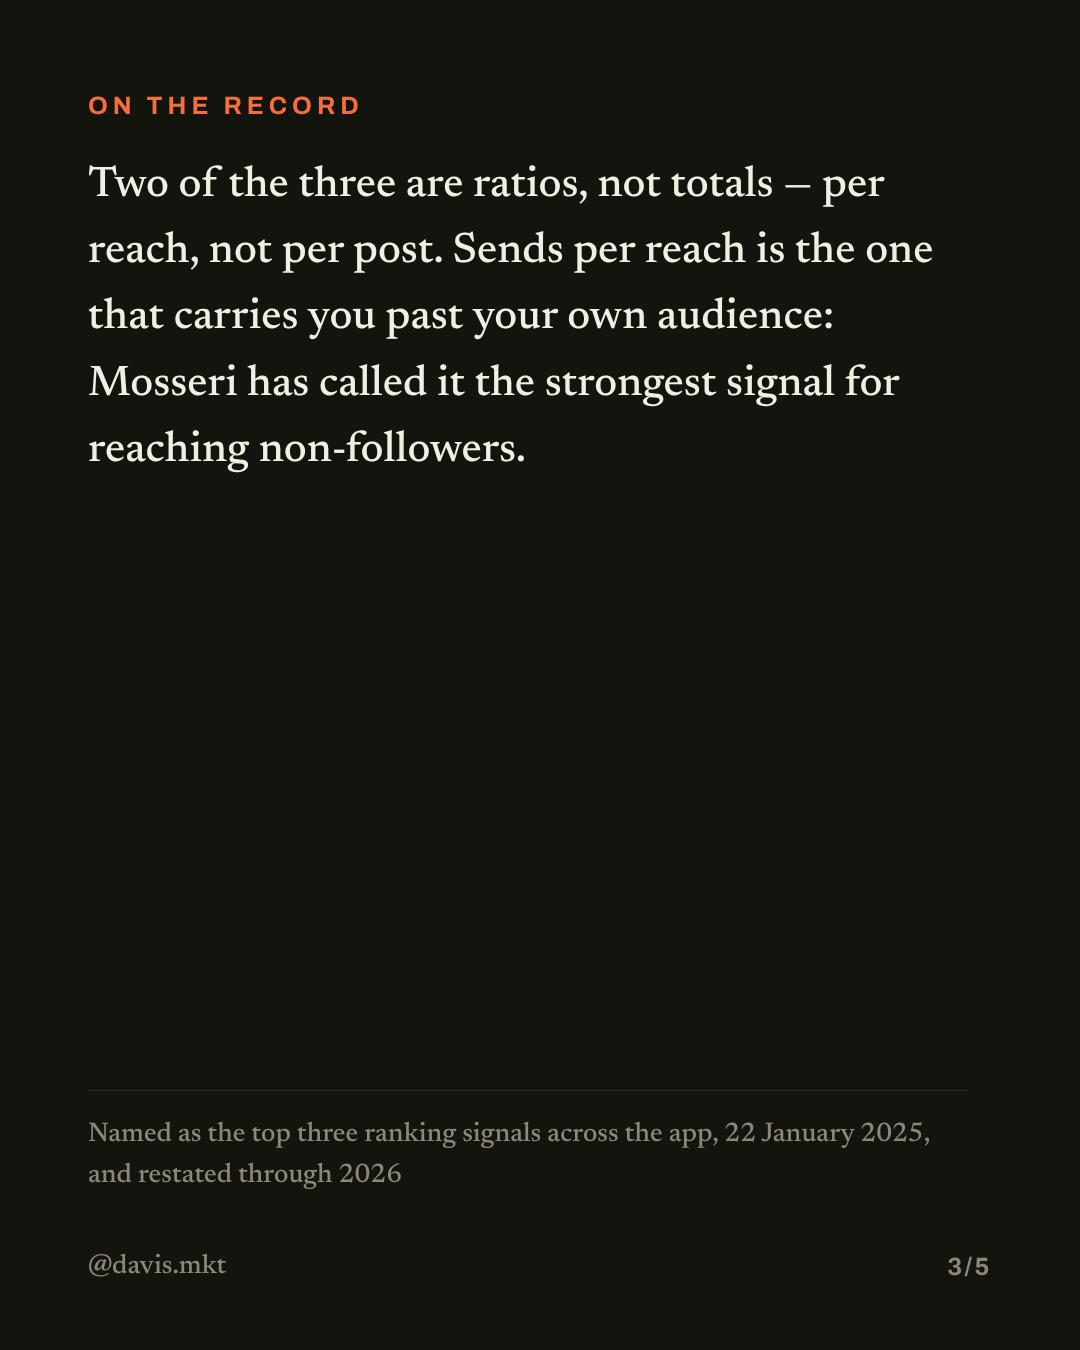 ON THE RECORD
Two of the three are ratios, not totals — per
reach, not per post. Sends per reach is the one
that carries you past your own audience:
Mosseri has called it the strongest signal for
reaching non-followers.
Named as the top three ranking signals across the app, 22 January 2025,
and restated through 2026
@davis.mkt
3/5